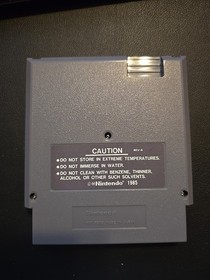 CAUTION REV-A
•DO NOT STORE IN EXTREME TEMPERATURES.
•DO NOT IMMERSE IN WATER.
•DO NOT CLEAN WITH BENZENE, THINNER,
ALCOHOL OR OTHER SUCH SOLVENTS.
©Nintendo 1985